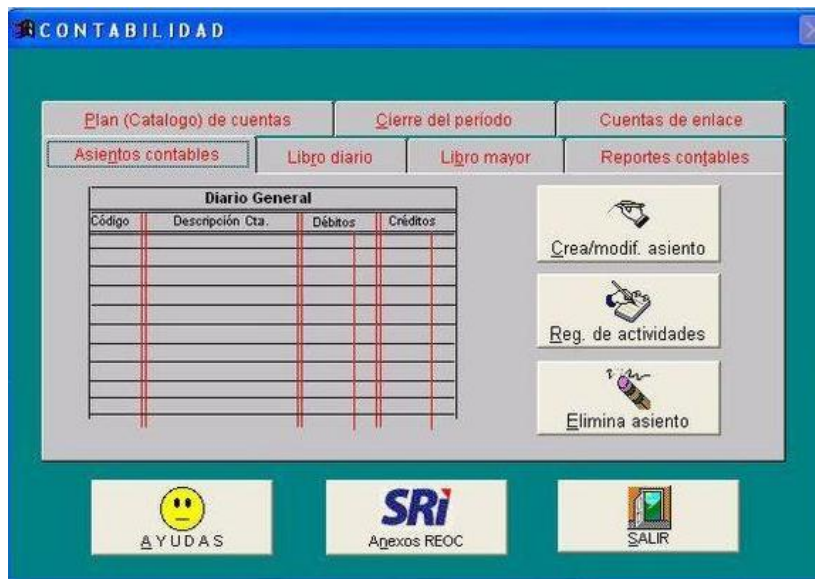 CONTABILIDAD
Plan (Catalogo) de cuentas Cierre del período Cuentas de enlace
Asientos contables Libro diario Libro mayor Reportes contables
Diario General
Código Descripción Cta. Débitos Créditos
Crea/modif. asiento
Reg. de actividades
Elimina asiento
AYUDAS
SRi
Anexos REOC
SALIR